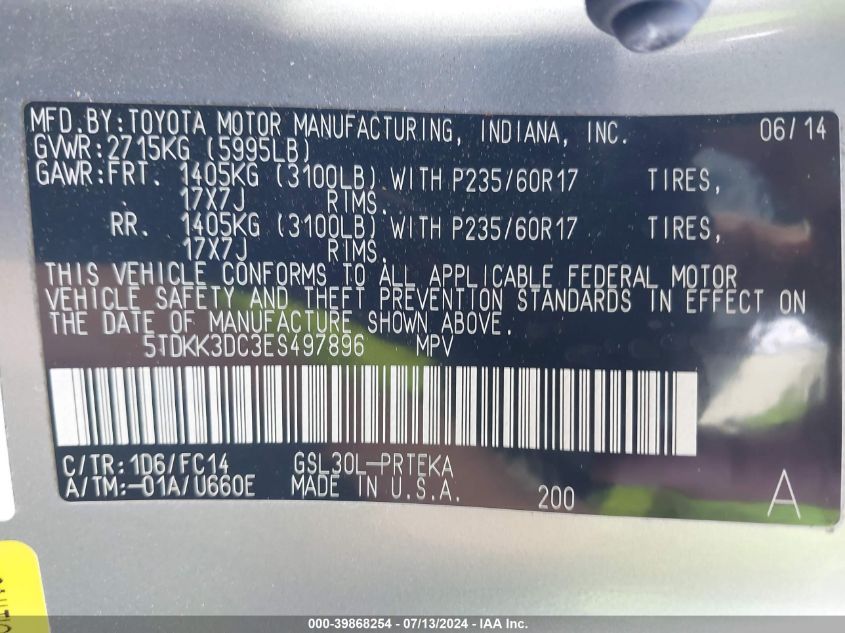 MFD.BY:TOYOTA MOTOR MANUFACTURING, INDIANA, INC. 06/14
GVWR:2715KG (5995LB)
GAWR:FRT. 1405KG (3100LB) WITH P235/60R17 TIRES,
17X7J RIMS.
RR. 1405KG (3100LB) WITH P235/60R17 TIRES,
17X7J RIMS.
THIS VEHICLE CONFORMS TO ALL APPLICABLE FEDERAL MOTOR
VEHICLE SAFETY AND THEFT PREVENTION STANDARDS IN EFFECT ON
THE DATE OF MANUFACTURE SHOWN ABOVE.
5TDKK3DC3ES497896 MPV
C/TR:1D6/FC14 GSL30L-PRTEKA
A/TM:-01A/U660E MADE IN U.S.A. 200 A
000-39868254 - 07/13/2024 - IAA Inc.